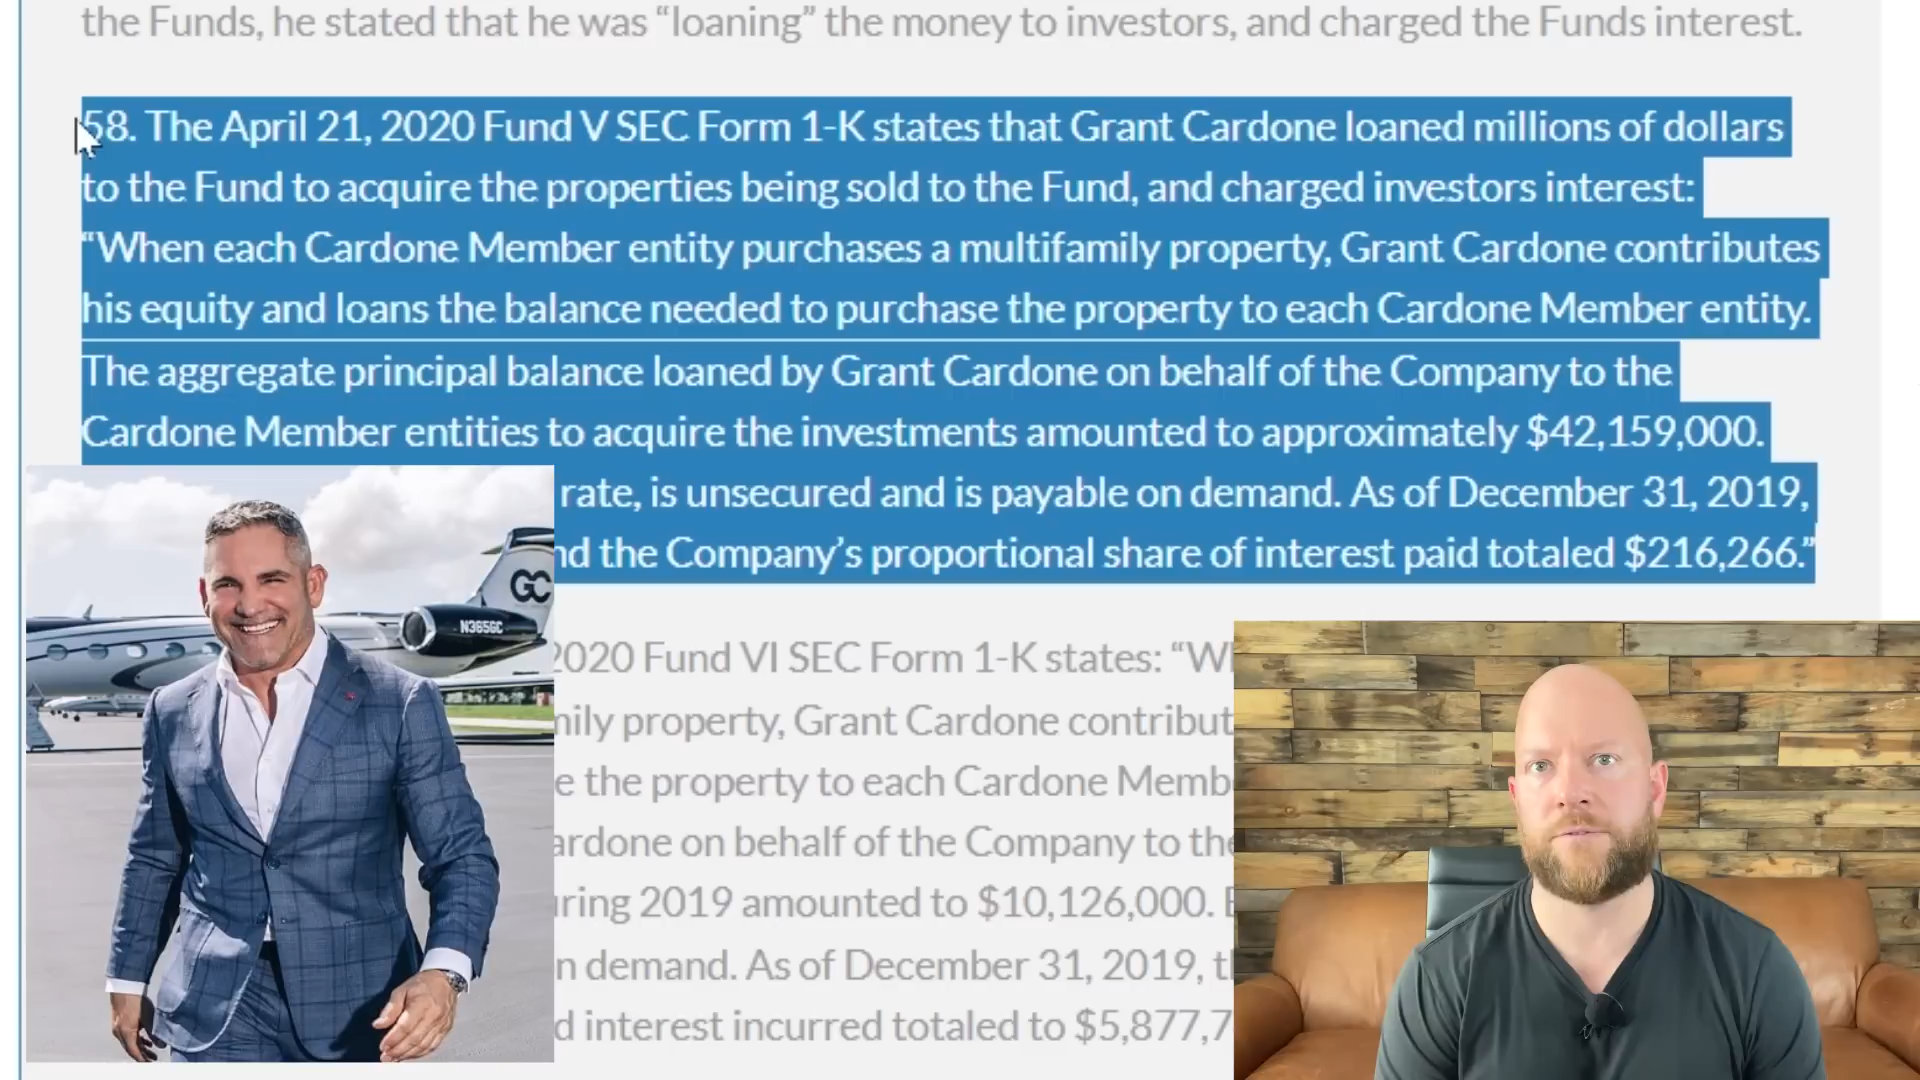 the Funds, he stated that he was “loaning” the money to investors, and charged the Funds interest.
58. The April 21, 2020 Fund V SEC Form 1-K states that Grant Cardone loaned millions of dollars
to the Fund to acquire the properties being sold to the Fund, and charged investors interest:
“When each Cardone Member entity purchases a multifamily property, Grant Cardone contributes
his equity and loans the balance needed to purchase the property to each Cardone Member entity.
The aggregate principal balance loaned by Grant Cardone on behalf of the Company to the
Cardone Member entities to acquire the investments amounted to approximately $42,159,000.
rate, is unsecured and is payable on demand. As of December 31, 2019,
the Company’s proportional share of interest paid totaled $216,266.”
2020 Fund VI SEC Form 1-K states:
property, Grant Cardone
the property to each Cardone
on behalf of the Company to
2019 amounted to $10,126,000.
demand. As of December 31, 2019,
interest incurred totaled to $5,877,7
GC
N365GC